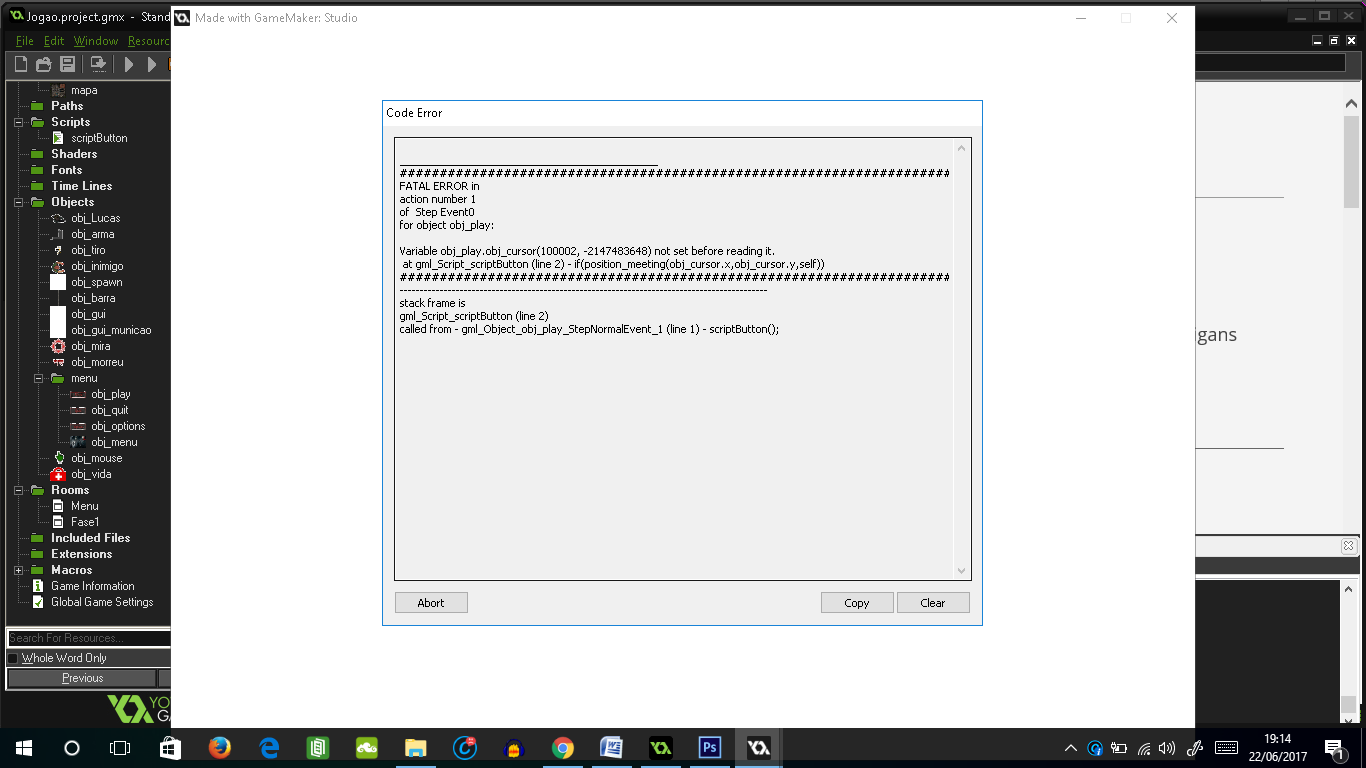 Jogao.project.gmx - Stand
Made with GameMaker: Studio
File Edit Window Resourc
mapa
Paths
Scripts
scriptButton
Shaders
Fonts
Time Lines
Objects
obj_Lucas
obj_arma
obj_tiro
obj_inimigo
obj_spawn
obj_barra
obj_gui
obj_gui_municao
obj_mira
obj_morreu
menu
obj_play
obj_quit
obj_options
obj_menu
obj_mouse
obj_vida
Rooms
Menu
Fase1
Included Files
Extensions
Macros
Game Information
Global Game Settings
Search For Resources...
Whole Word Only
Previous
YO
GA
Code Error
___________________________________________
#####################################################################
FATAL ERROR in
action number 1
of Step Event0
for object obj_play:
Variable obj_play.obj_cursor(100002, -2147483648) not set before reading it.
at gml_Script_scriptButton (line 2) - if(position_meeting(obj_cursor.x,obj_cursor.y,self))
#####################################################################
--------------------------------------------------------------------------------------------
stack frame is
gml_Script_scriptButton (line 2)
called from - gml_Object_obj_play_StepNormalEvent_1 (line 1) - scriptButton();
Abort
Copy
Clear
igans
19:14
22/06/2017
1